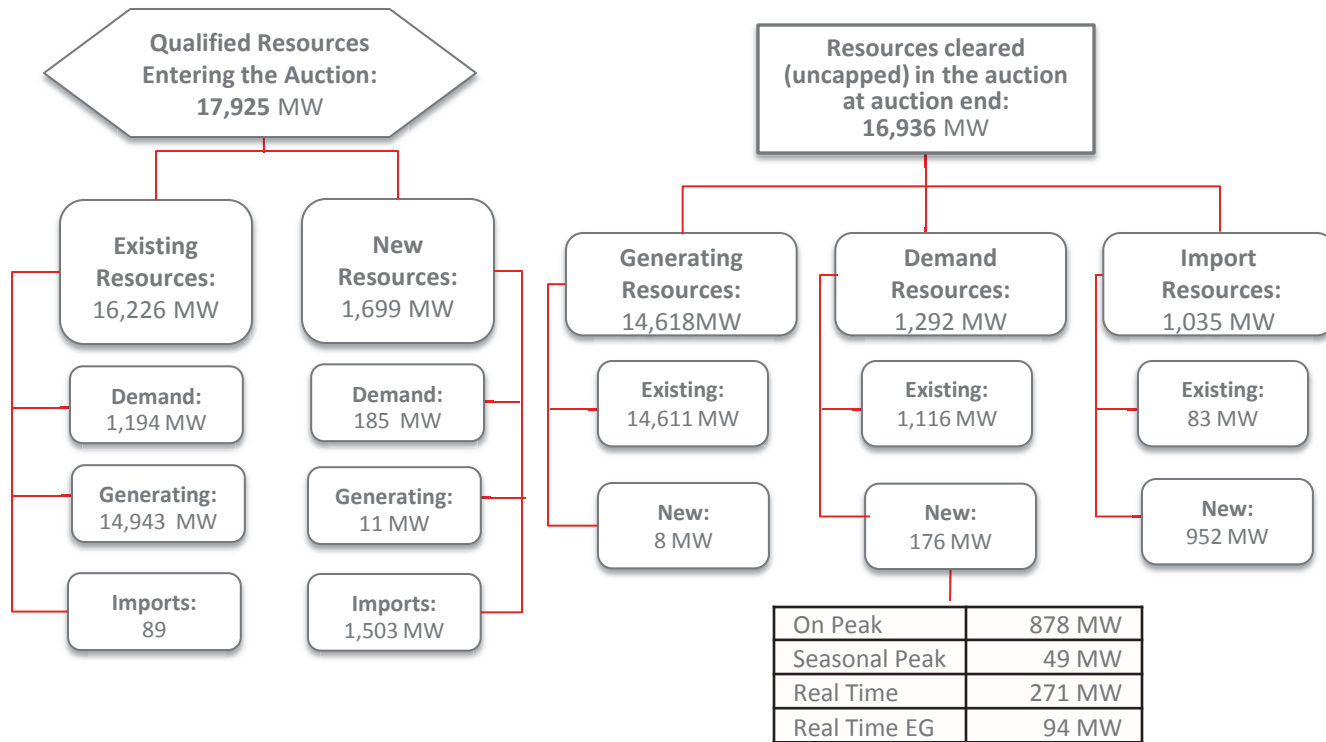 Qualified Resources
Entering the Auction:
17,925 MW
Existing
Resources:
16,226 MW
Demand:
1,194 MW
Generating:
14,943 MW
Imports:
89
New
Resources:
1,699 MW
Demand:
185 MW
Generating:
11 MW
Imports:
1,503 MW
Resources cleared
(uncapped) in the auction
at auction end:
16,936 MW
Generating
Resources:
14,618MW
Existing:
14,611 MW
New:
8 MW
Demand
Resources:
1,292 MW
Existing:
1,116 MW
New:
176 MW
On Peak 878 MW
Seasonal Peak 49 MW
Real Time 271 MW
Real Time EG 94 MW
Import
Resources:
1,035 MW
Existing:
83 MW
New:
952 MW